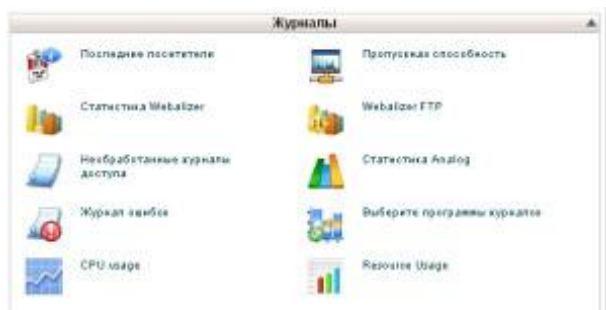 Журналы
Последние посетители
Пропускная способность
Статистика Webalizer
Webalizer FTP
Необработанные журналы
доступа
Статистика Analog
Журнал ошибок
Выберите программы журналов
CPU usage
Resource Usage